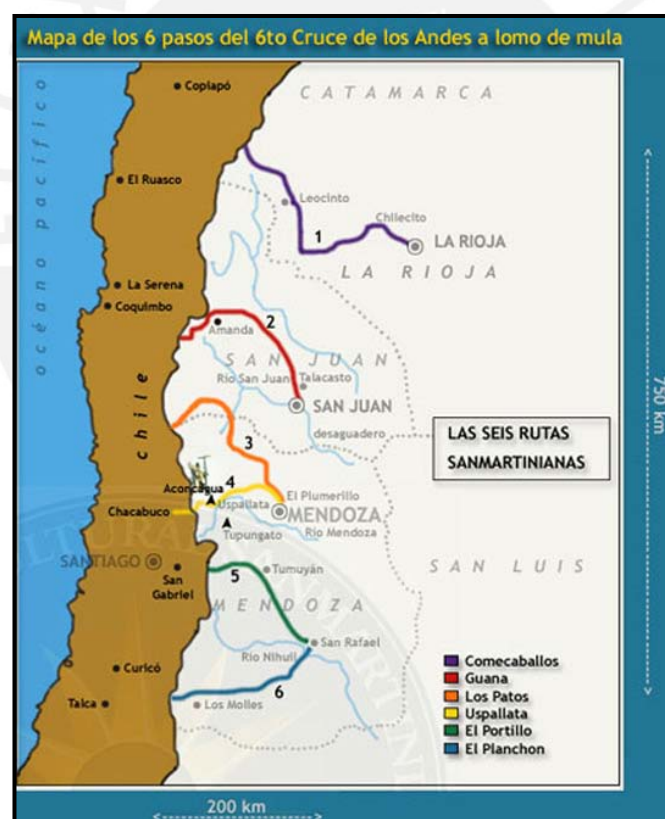 Mapa de los 6 pasos del 6to Cruce de los Andes a lomo de mula
océano pacífico
Copiapó
CATAMARCA
El Ruasco
Leocinto
Chilecito
1
LA RIOJA
LA RIOJA
La Serena
Coquimbo
2
Amanda
SAN JUAN
Río San Juan
Talacasto
chile
SAN JUAN
desaguadero
LAS SEIS RUTAS
SANMARTINIANAS
750 km
3
Aconcagua
4
Uspallata
El Plumerillo
Chacabuco
MENDOZA
Tupungato
Río Mendoza
SANTIAGO
San
Gabriel
5
Tumuyán
SAN LUIS
MENDOZA
San Rafael
Río Nihuil
Curicó
6
Talca
Los Molles
Comecaballos
Guana
Los Patos
Uspallata
El Portillo
El Planchon
200 km